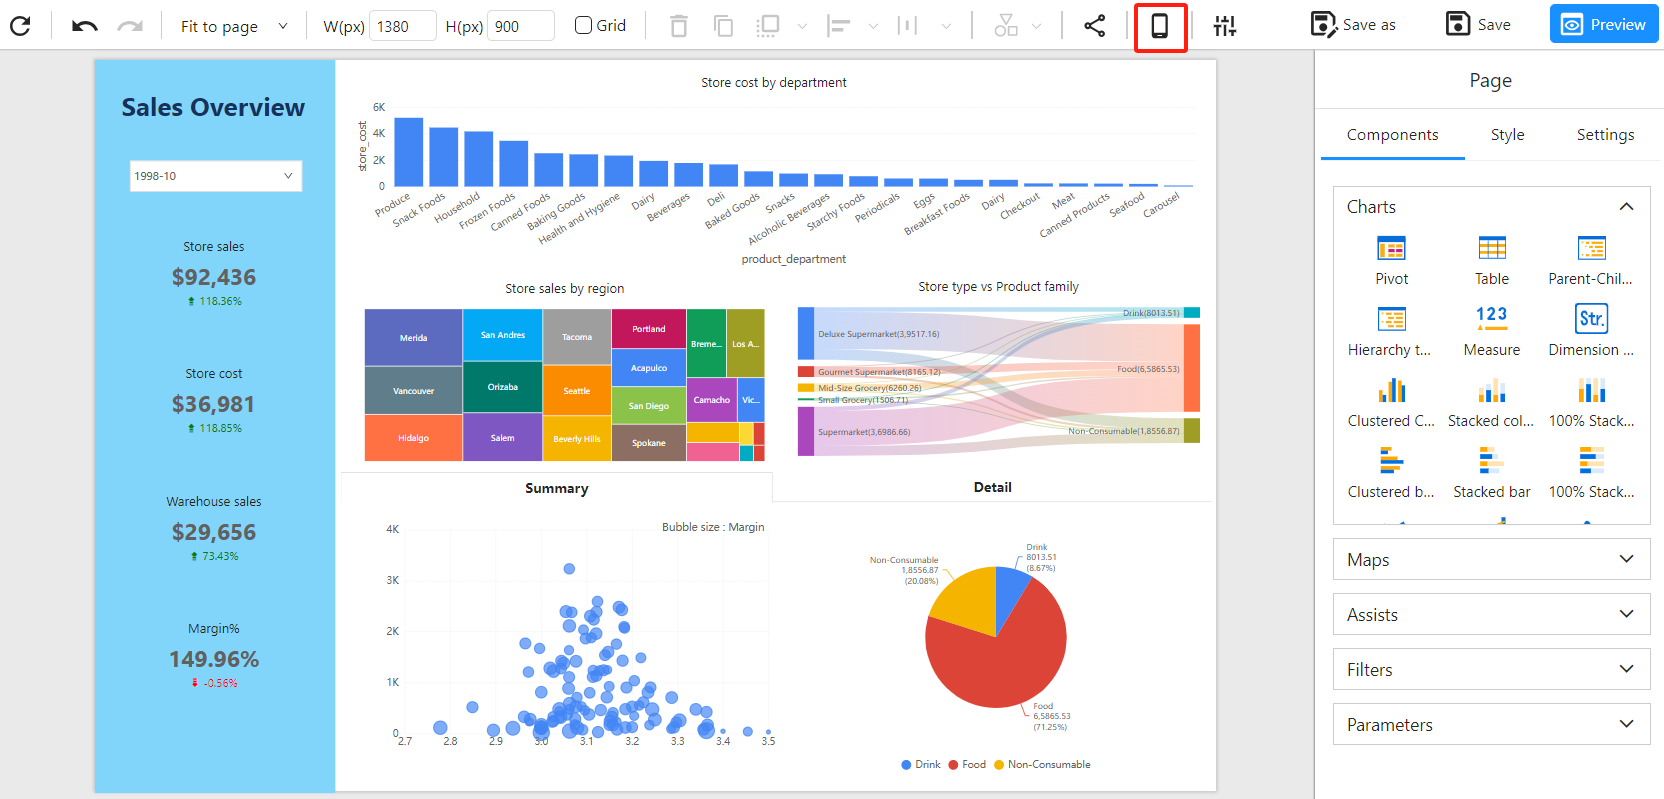 Fit to page
W(px) 1380 H(px) 900
Grid
Save as
Save
Preview
Sales Overview
1998-10
Store sales
$92,436
118.36%
Store cost
$36,981
118.85%
Warehouse sales
$29,656
73.43%
Margin%
149.96%
-0.56%
Store cost by department
store_cost
6K
4K
2K
0
Produce
Snack Foods
Household
Frozen Foods
Canned Foods
Baking Goods
Health and Hygiene
Dairy
Beverages
Deli
Baked Goods
Snacks
Alcoholic Beverages
Starchy Foods
Periodicals
Eggs
Breakfast Foods
Dairy
Checkout
Meat
Canned Products
Seafood
Carousel
product_department
Store sales by region
Merida
Vancouver
Hidalgo
San Andres
Orizaba
Salem
Tacoma
Seattle
Beverly Hills
Portland
Acapulco
San Diego
Spokane
Breme...
Los A...
Camacho
Vic...
Store type vs Product family
Deluxe Supermarket(3,9517.16)
Gourmet Supermarket(8165.12)
Mid-Size Grocery(6260.26)
Small Grocery(1506.71)
Supermarket(3,6986.66)
Drink(8013.51)
Food(6,5865.53)
Non-Consumable(1,8556.87)
Summary
Detail
Bubble size : Margin
4K
3K
2K
1K
0
2.7 2.8 2.9 3.0 3.1 3.2 3.3 3.4 3.5
Drink
8013.51
(8.67%)
Non-Consumable
1,8556.87
(20.08%)
Food
6,5865.53
(71.25%)
Drink Food Non-Consumable
Page
Components Style Settings
Charts
Pivot Table Parent-Chil...
123
Str.
Hierarchy t... Measure Dimension ...
Clustered C... Stacked col... 100% Stack...
Clustered b... Stacked bar 100% Stack...
Maps
Assists
Filters
Parameters